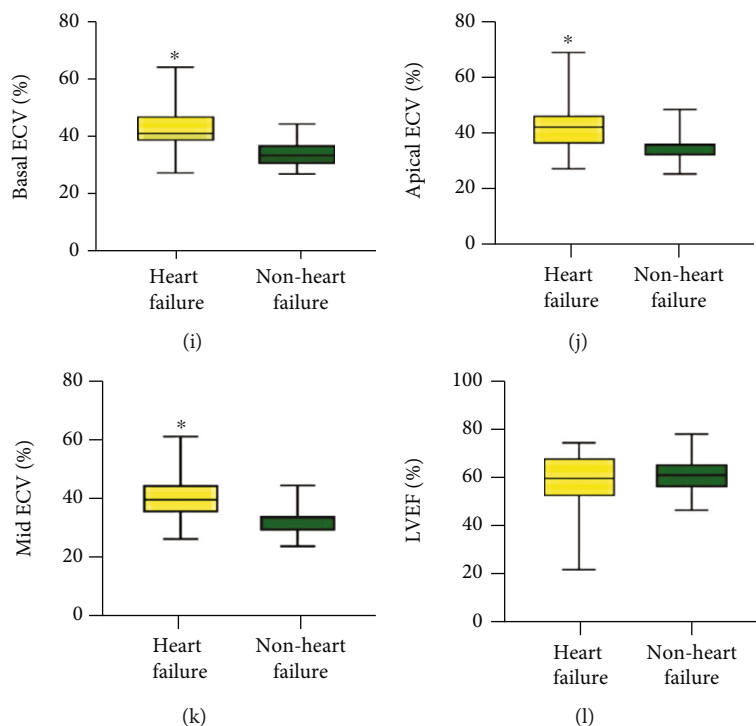 80
60
40
20
0
Basal ECV (%)
*
Heart
failure
Non-heart
failure
(i)
80
60
40
20
0
Apical ECV (%)
*
Heart
failure
Non-heart
failure
(j)
80
60
40
20
0
Mid ECV (%)
*
Heart
failure
Non-heart
failure
(k)
100
80
60
40
20
0
LVEF (%)
Heart
failure
Non-heart
failure
(l)